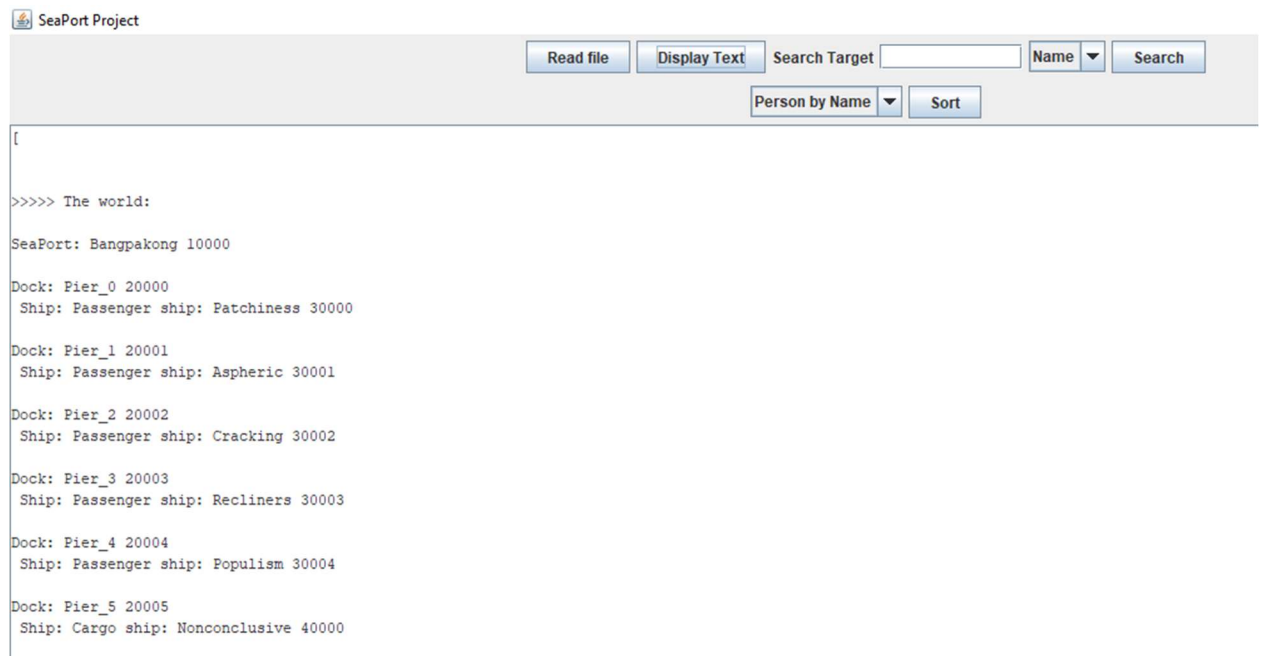 SeaPort Project
Read file Display Text Search Target Name Search
Person by Name Sort
[
>>>>> The world:
SeaPort: Bangpakong 10000
Dock: Pier_0 20000
Ship: Passenger ship: Patchiness 30000
Dock: Pier_1 20001
Ship: Passenger ship: Aspheric 30001
Dock: Pier_2 20002
Ship: Passenger ship: Cracking 30002
Dock: Pier_3 20003
Ship: Passenger ship: Recliners 30003
Dock: Pier_4 20004
Ship: Passenger ship: Populism 30004
Dock: Pier_5 20005
Ship: Cargo ship: Nonconclusive 40000